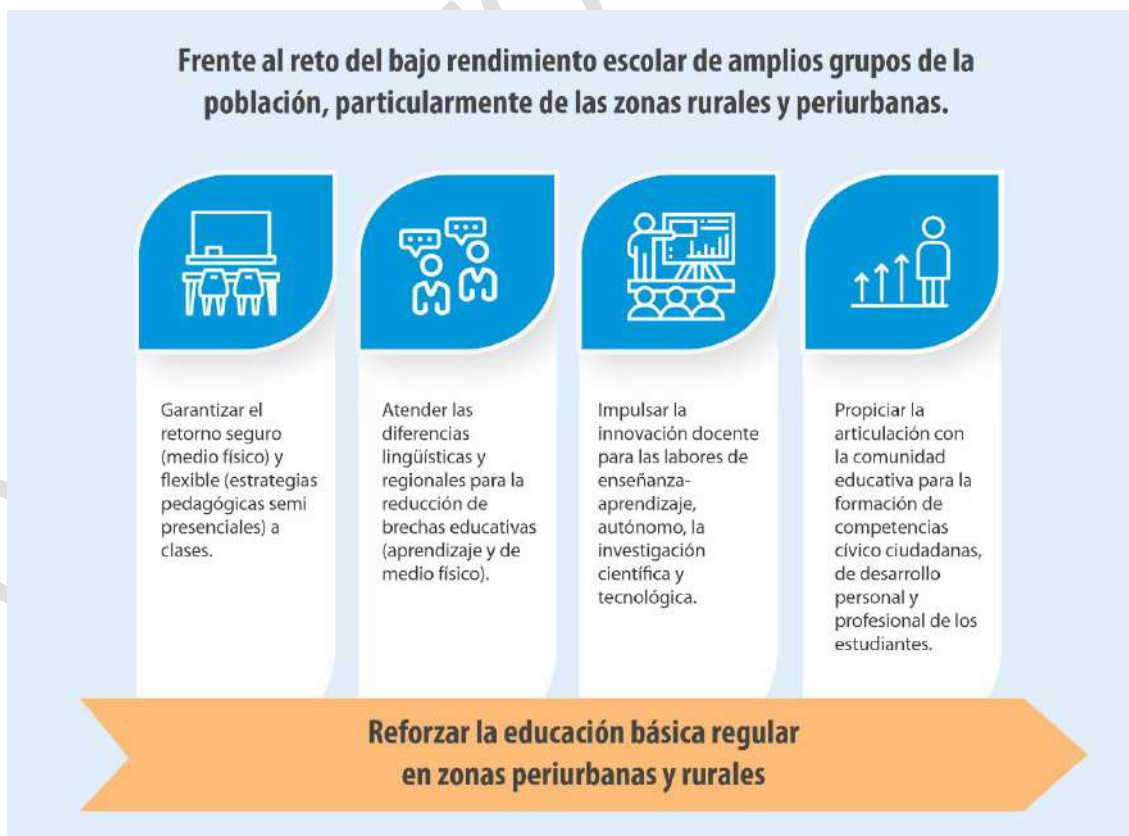 Frente al reto del bajo rendimiento escolar de amplios grupos de la
población, particularmente de las zonas rurales y periurbanas.
Garantizar el
retorno seguro
(medio físico) y
flexible (estrategias
pedagógicas semi
presenciales) a
clases.
Atender las
diferencias
lingüísticas y
regionales para la
reducción de
brechas educativas
(aprendizaje y de
medio físico).
Impulsar la
innovación docente
para las labores de
enseñanza-
aprendizaje,
autónomo, la
investigación
científica y
tecnológica.
Propiciar la
articulación con
la comunidad
educativa para la
formación de
competencias
cívico ciudadanas,
de desarrollo
personal y
profesional de los
estudiantes.
Reforzar la educación básica regular
en zonas periurbanas y rurales